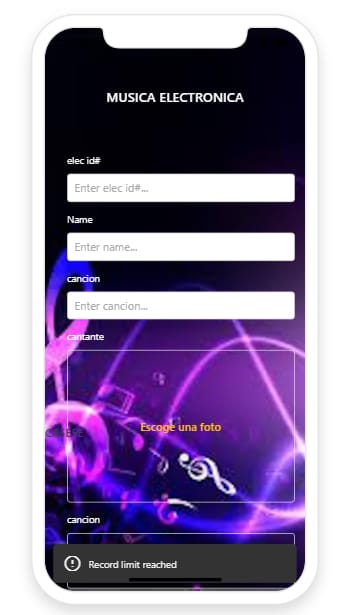 MUSICA ELECTRONICA
elec id#
Enter elec id#...
Name
Enter name...
cancion
Enter cancion...
cantante
Escoge una foto
cancion
Record limit reached